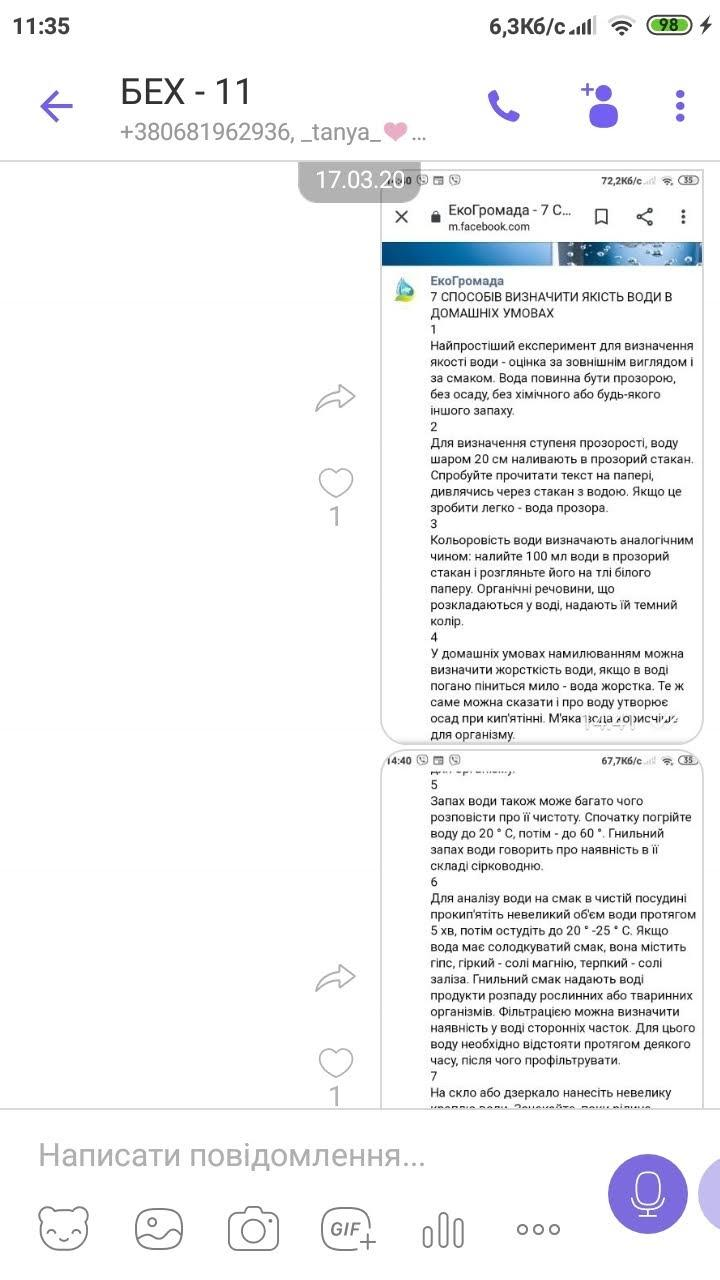 11:35
6,3Кб/с
98
БЕХ - 11
+380681962936, _tanya_❤...
17.03.20
72,2Кб/с
35
ЕкоГромада - 7 С...
m.facebook.com
ЕкоГромада
7 СПОСОБІВ ВИЗНАЧИТИ ЯКІСТЬ ВОДИ В
ДОМАШНІХ УМОВАХ
1
Найпростіший експеримент для визначення
якості води - оцінка за зовнішнім виглядом і
за смаком. Вода повинна бути прозорою,
без осаду, без хімічного або будь-якого
іншого запаху.
2
Для визначення ступеня прозорості, воду
шаром 20 см наливають в прозорий стакан.
Спробуйте прочитати текст на папері,
дивлячись через стакан з водою. Якщо це
зробити легко - вода прозора.
3
Кольоровість води визначають аналогічним
чином: налийте 100 мл води в прозорий
стакан і розгляньте його на тлі білого
паперу. Органічні речовини, що
розкладаються у воді, надають їй темний
колір.
4
У домашніх умовах намилюванням можна
визначити жорсткість води, якщо в воді
погано піниться мило - вода жорстка. Те ж
саме можна сказати і про воду утворює
осад при кип'ятінні. М'яка вода корисніше
для організму.
1
14:40
67,7Кб/с
35
5
Запах води також може багато чого
розповісти про її чистоту. Спочатку погрійте
воду до 20 ° С, потім - до 60 °. Гнильний
запах води говорить про наявність в її
складі сірководню.
6
Для аналізу води на смак в чистій посудині
прокип'ятіть невеликий об'єм води протягом
5 хв, потім остудіть до 20 ° -25 ° С. Якщо
вода має солодкуватий смак, вона містить
гіпс, гіркий - солі магнію, терпкий - солі
заліза. Гнильний смак надають воді
продукти розпаду рослинних або тваринних
організмів. Фільтрацією можна визначити
наявність у воді сторонніх часток. Для цього
воду необхідно відстояти протягом деякого
часу, після чого профільтрувати.
7
На скло або дзеркало нанесіть невелику
1
Написати повідомлення...
GIF